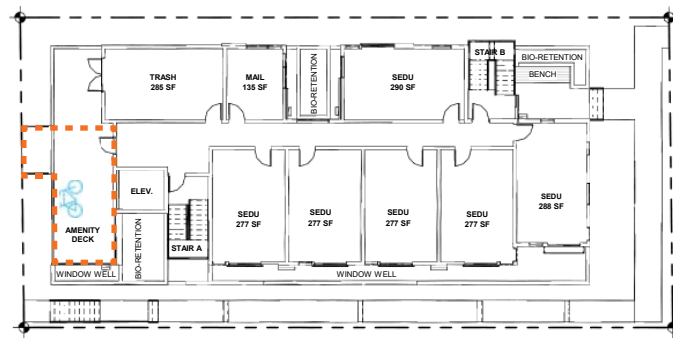 STAIR B
BIO-RETENTION
TRASH
285 SF
MAIL
135 SF
BIO-RETENTION
SEDU
290 SF
BENCH
ELEV.
SEDU
277 SF
SEDU
277 SF
SEDU
277 SF
SEDU
277 SF
SEDU
288 SF
AMENITY
DECK
BIO-RETENTION
STAIR A
WINDOW WELL
WINDOW WELL